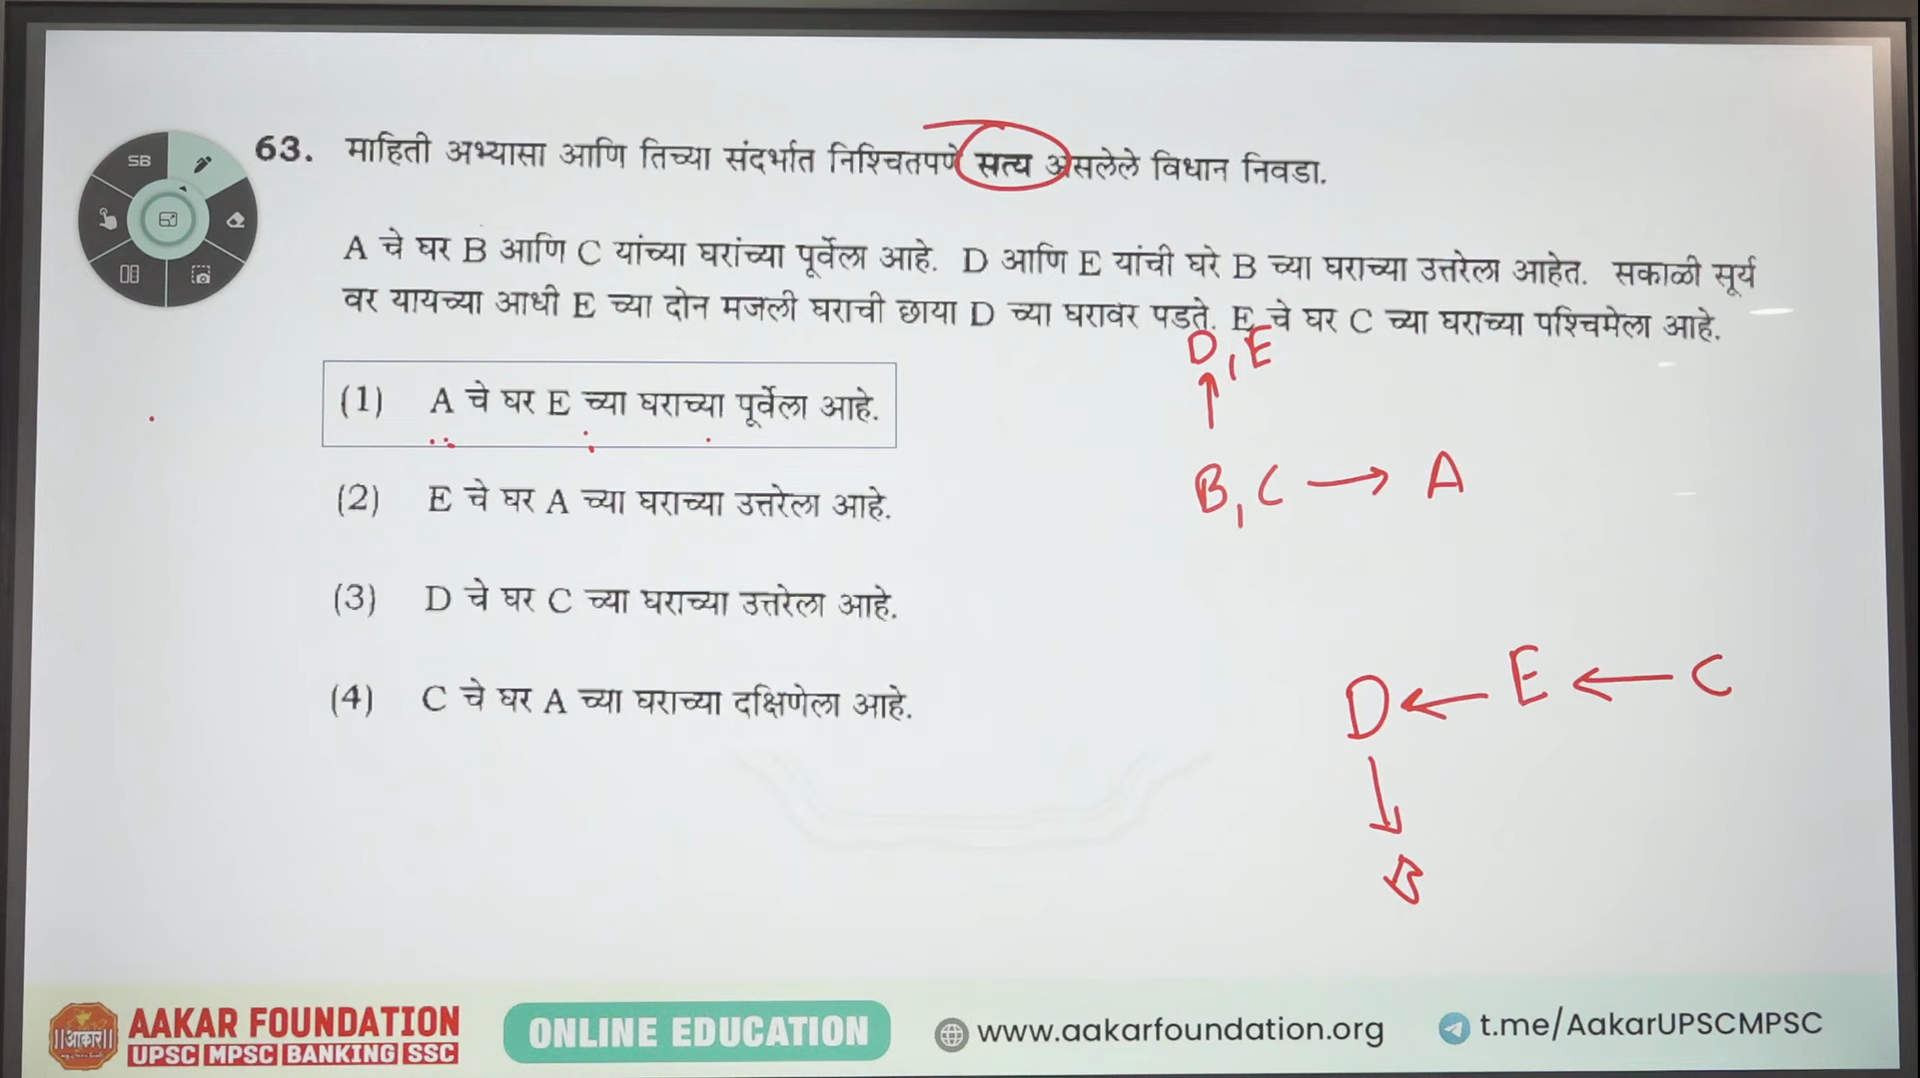 SB
63. माहिती अभ्यासा आणि तिच्या संदर्भात निश्चितपणे सत्य असलेले विधान निवडा.
A चे घर B आणि C यांच्या घरांच्या पूर्वेला आहे. D आणि E यांची घरे B च्या घराच्या उत्तरेला आहेत. सकाळी सूर्य
वर यायच्या आधी E च्या दोन मजली घराची छाया D च्या घरावर पडते. E चे घर C च्या घराच्या पश्चिमेला आहे.
D, E
(1) A चे घर E च्या घराच्या पूर्वेला आहे.
B, C → A
(2) E चे घर A च्या घराच्या उत्तरेला आहे.
(3) D चे घर C च्या घराच्या उत्तरेला आहे.
(4) C चे घर A च्या घराच्या दक्षिणेला आहे.
D ← E ← C
B
||आकार||
AAKAR FOUNDATION
UPSC MPSC BANKING SSC
ONLINE EDUCATION
www.aakarfoundation.org
t.me/AakarUPSCMPSC